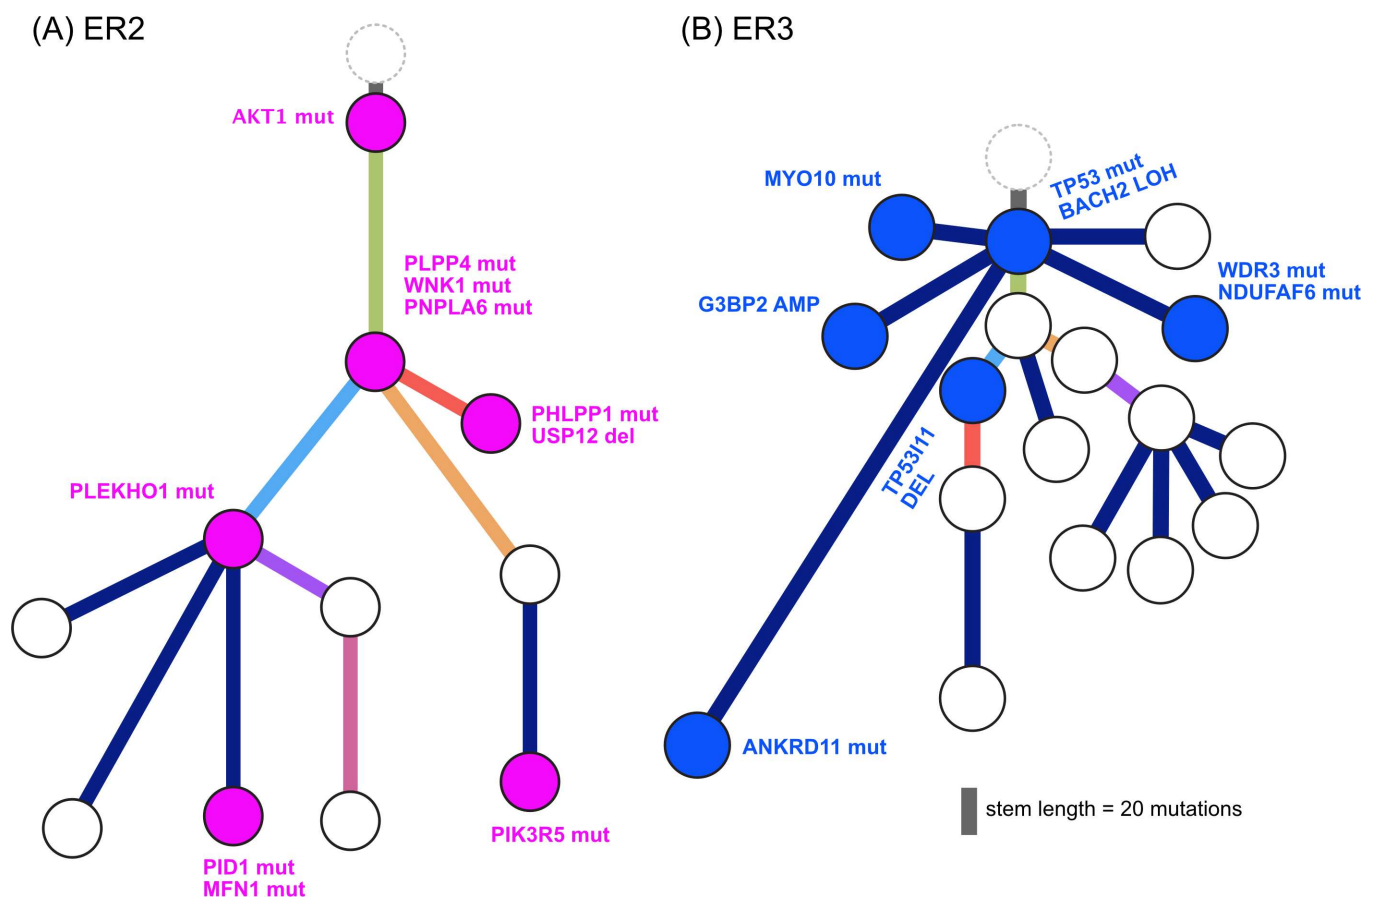 (A) ER2
AKT1 mut
PLPP4 mut
WNK1 mut
PNPLA6 mut
PHLPP1 mut
USP12 del
PLEKHO1 mut
PIK3R5 mut
PID1 mut
MFN1 mut
(B) ER3
TP53 mut
BACH2 LOH
MYO10 mut
WDR3 mut
NDUFAF6 mut
G3BP2 AMP
TP53I11
DEL
ANKRD11 mut
stem length = 20 mutations